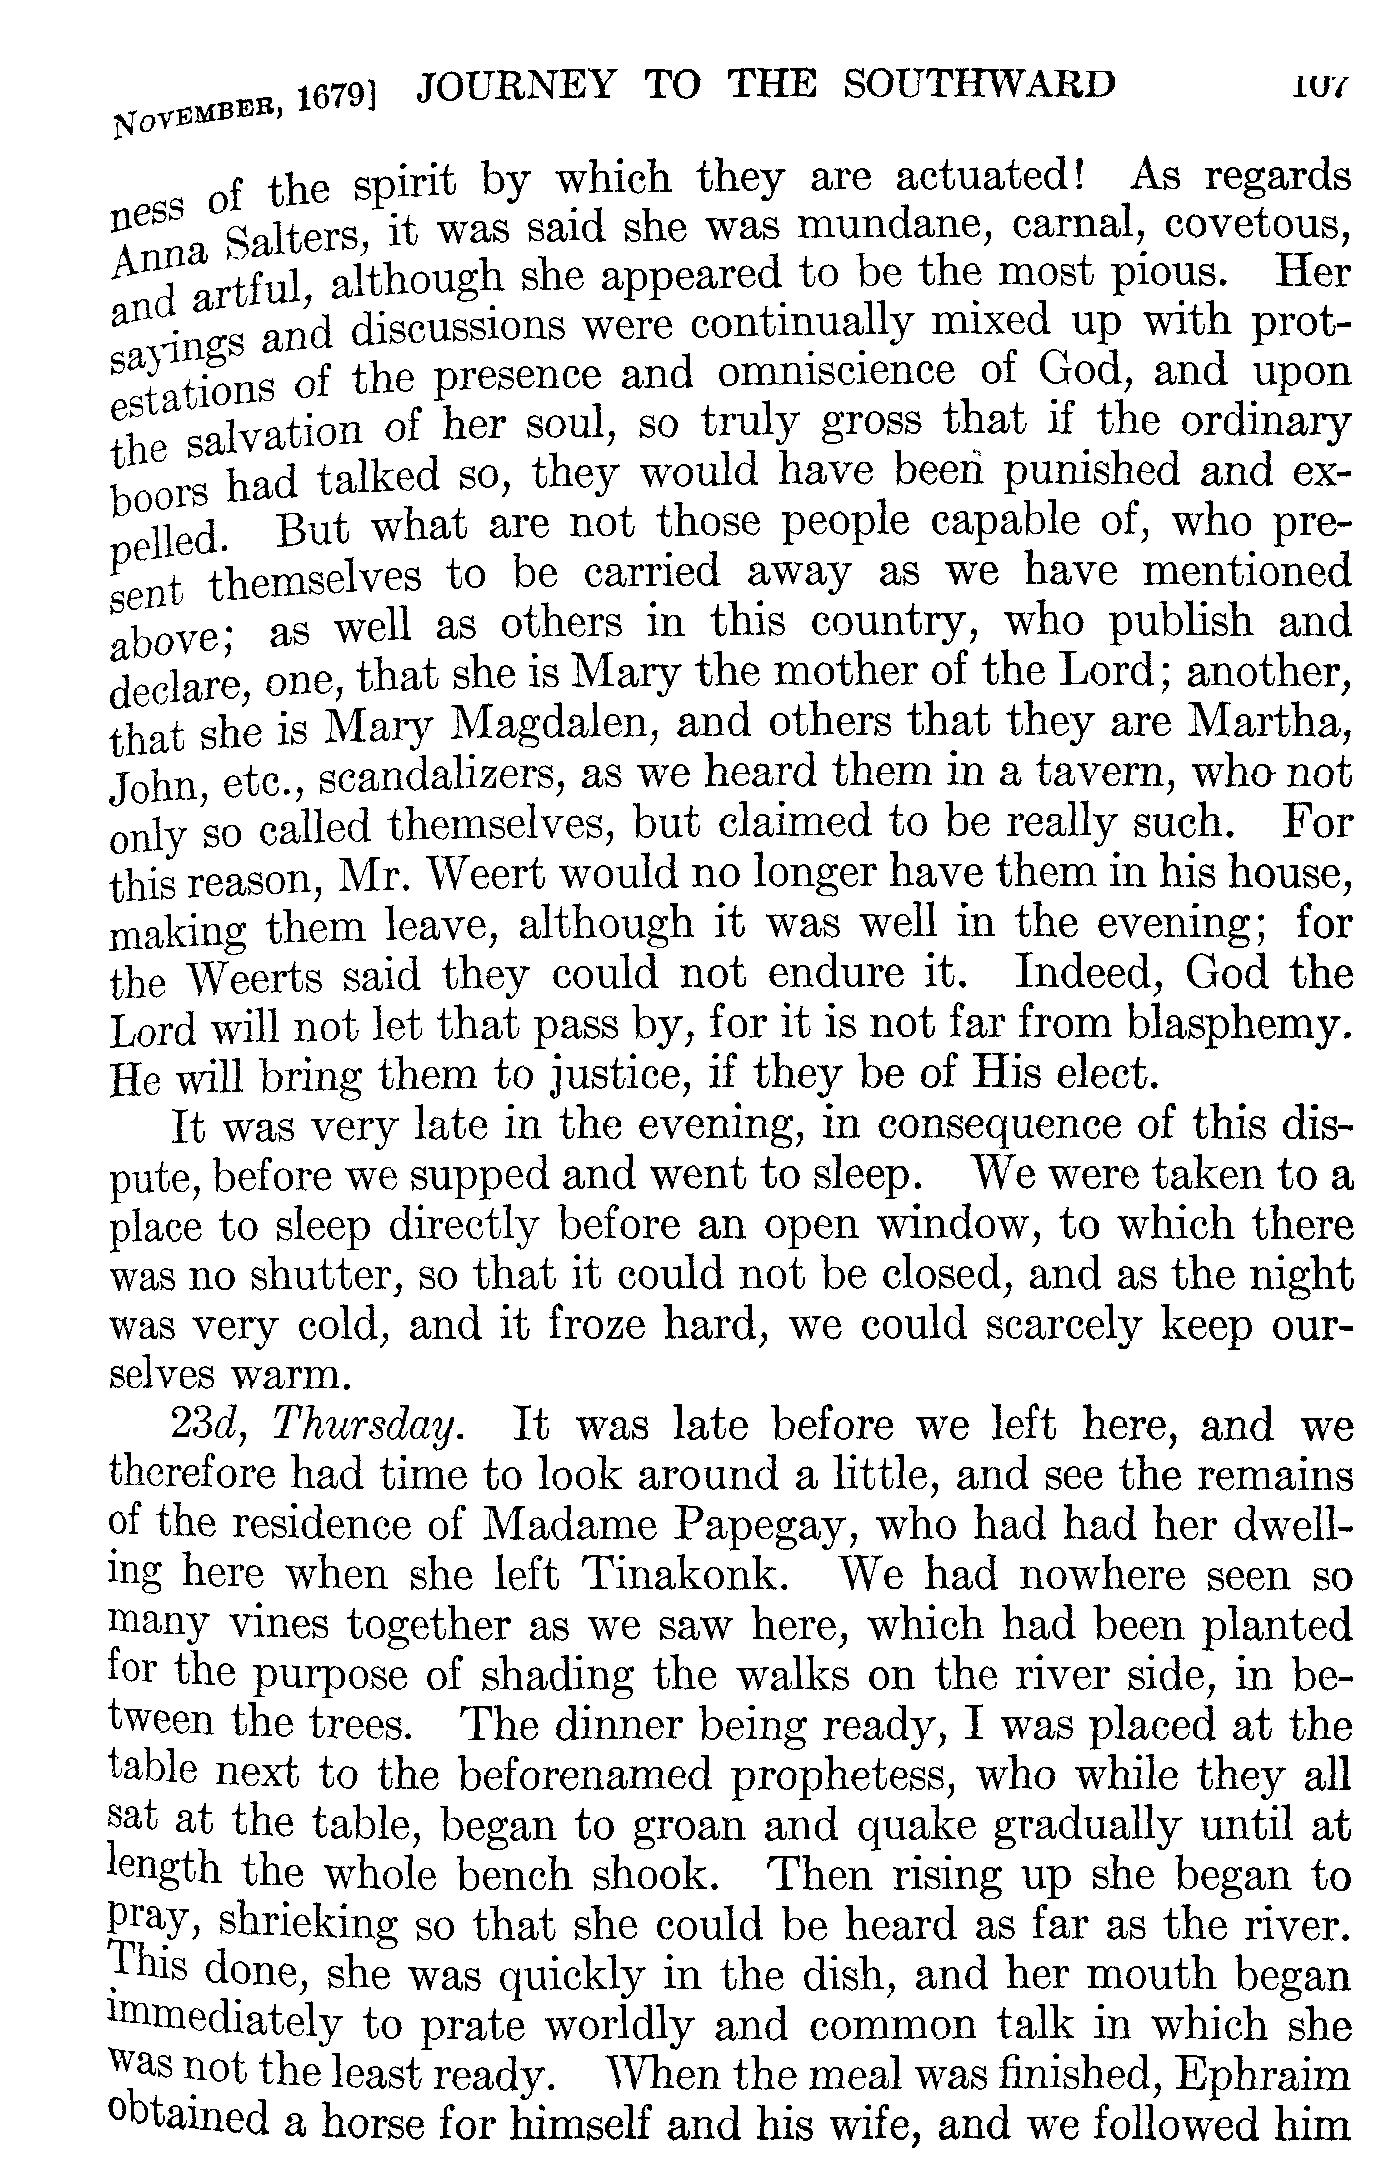 NOVEMBER, 1679] JOURNEY TO THE SOUTHWARD 107
ness of the spirit by which they are actuated! As regards
Anna Salters, it was said she was mundane, carnal, covetous,
and artful, although she appeared to be the most pious. Her
sayings and discussions were continually mixed up with prot-
estations of the presence and omniscience of God, and upon
the salvation of her soul, so truly gross that if the ordinary
boors had talked so, they would have been punished and ex-
pelled. But what are not those people capable of, who pre-
sent themselves to be carried away as we have mentioned
above; as well as others in this country, who publish and
declare, one, that she is Mary the mother of the Lord; another,
that she is Mary Magdalen, and others that they are Martha,
John, etc., scandalizers, as we heard them in a tavern, who not
only so called themselves, but claimed to be really such. For
this reason, Mr. Weert would no longer have them in his house,
making them leave, although it was well in the evening; for
the Weerts said they could not endure it. Indeed, God the
Lord will not let that pass by, for it is not far from blasphemy.
He will bring them to justice, if they be of His elect.
It was very late in the evening, in consequence of this dis-
pute, before we supped and went to sleep. We were taken to a
place to sleep directly before an open window, to which there
was no shutter, so that it could not be closed, and as the night
was very cold, and it froze hard, we could scarcely keep our-
selves warm.
23d, Thursday. It was late before we left here, and we
therefore had time to look around a little, and see the remains
of the residence of Madame Papegay, who had had her dwell-
ing here when she left Tinakonk. We had nowhere seen so
many vines together as we saw here, which had been planted
for the purpose of shading the walks on the river side, in be-
tween the trees. The dinner being ready, I was placed at the
table next to the beforenamed prophetess, who while they all
sat at the table, began to groan and quake gradually until at
length the whole bench shook. Then rising up she began to
pray, shrieking so that she could be heard as far as the river.
This done, she was quickly in the dish, and her mouth began
immediately to prate worldly and common talk in which she
was not the least ready. When the meal was finished, Ephraim
obtained a horse for himself and his wife, and we followed him